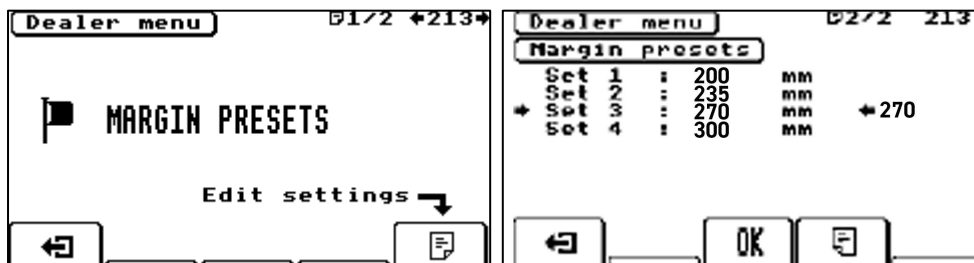 Dealer menu 1/2 213
MARGIN PRESETS
Edit settings
Dealer menu 2/2 213
Margin presets
Set 1 : 200 mm
Set 2 : 235 mm
Set 3 : 270 mm 270
Set 4 : 300 mm
OK